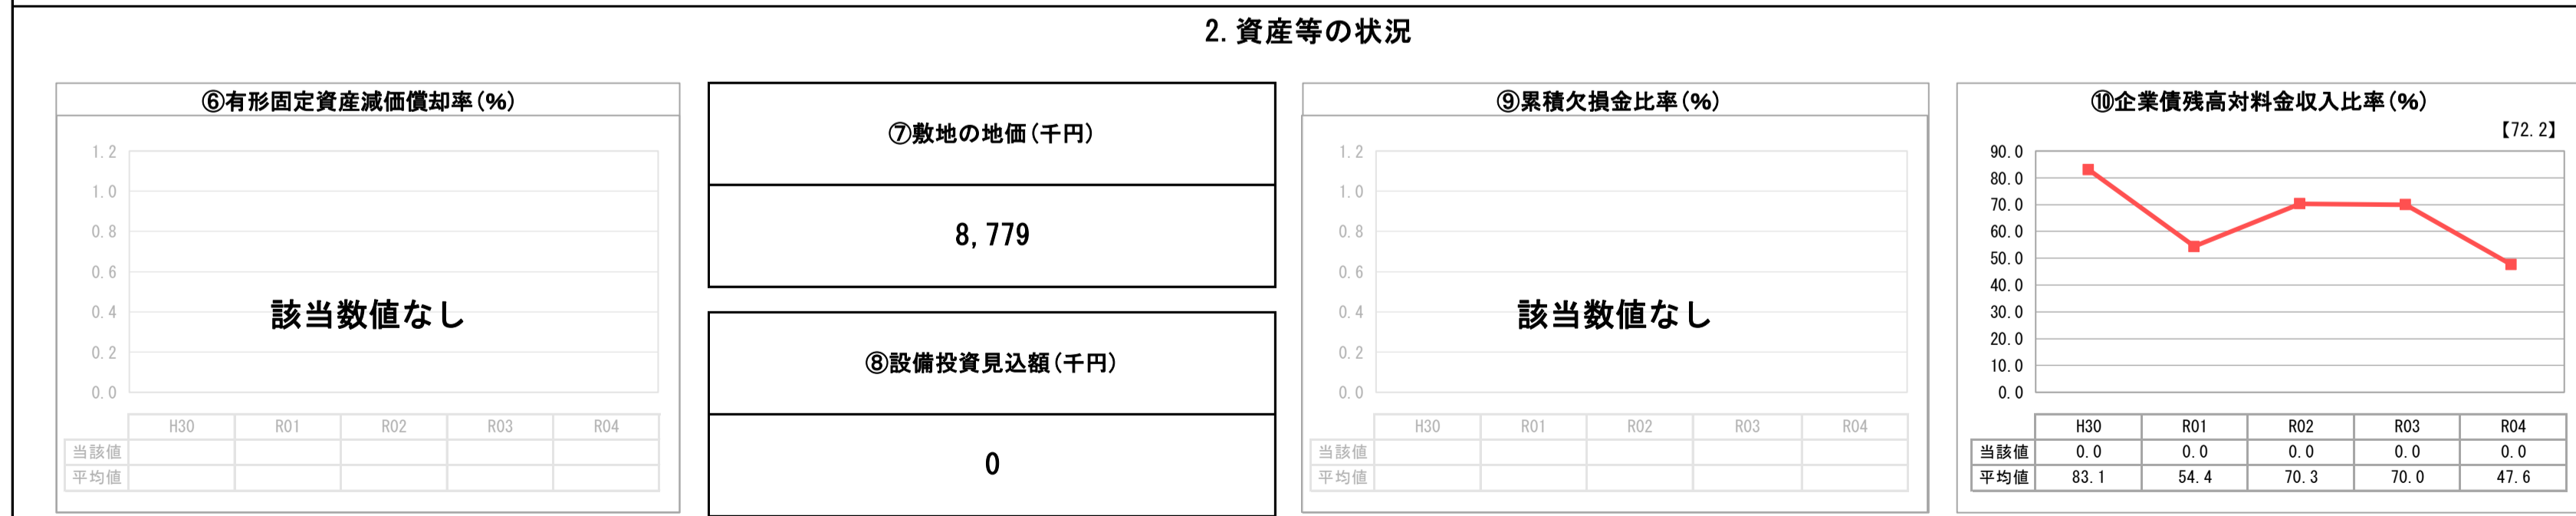 2.資産等の状況
⑥有形固定資産減価償却率(%)
1.2
1.0
0.8
0.6
0.4
0.2
0.0
該当数値なし
H30 R01 R02 R03 R04
当該値
平均値
⑦敷地の地価(千円)
8,779
⑧設備投資見込額(千円)
0
⑨累積欠損金比率(%)
1.2
1.0
0.8
0.6
0.4
0.2
0.0
該当数値なし
H30 R01 R02 R03 R04
当該値
平均値
⑩企業債残高対料金収入比率(%)
【72.2】
90.0
80.0
70.0
60.0
50.0
40.0
30.0
20.0
10.0
0.0
H30 R01 R02 R03 R04
当該値 0.0 0.0 0.0 0.0 0.0
平均値 83.1 54.4 70.3 70.0 47.6